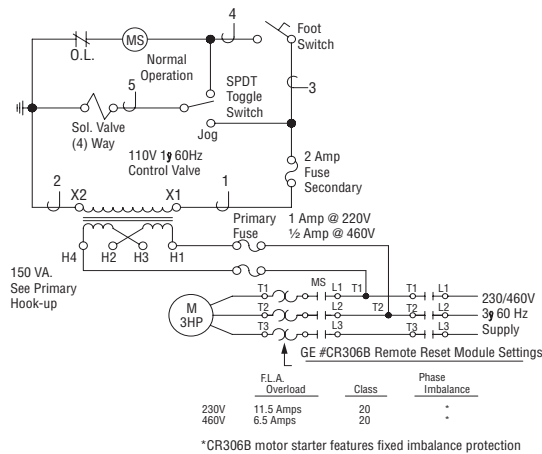 4
Foot
Switch
MS
O.L.
Normal
Operation
5
SPDT
Toggle
Switch
3
Sol. Valve
(4) Way
Jog
110V 1φ 60Hz
Control Valve
2 Amp
Fuse
Secondary
2
X2
X1
1
Primary
Fuse
1 Amp @ 220V
½ Amp @ 460V
H4
H2
H3
H1
150 VA.
See Primary
Hook-up
M
3HP
T1
MS
L1
T1
T1
L1
T2
L2
T2
T2
L2
T3
L3
T3
L3
230/460V
3φ 60 Hz
Supply
GE #CR306B Remote Reset Module Settings
F.L.A.
Overload
Class
Phase
Imbalance
230V 11.5 Amps 20 *
460V 6.5 Amps 20 *
*CR306B motor starter features fixed imbalance protection